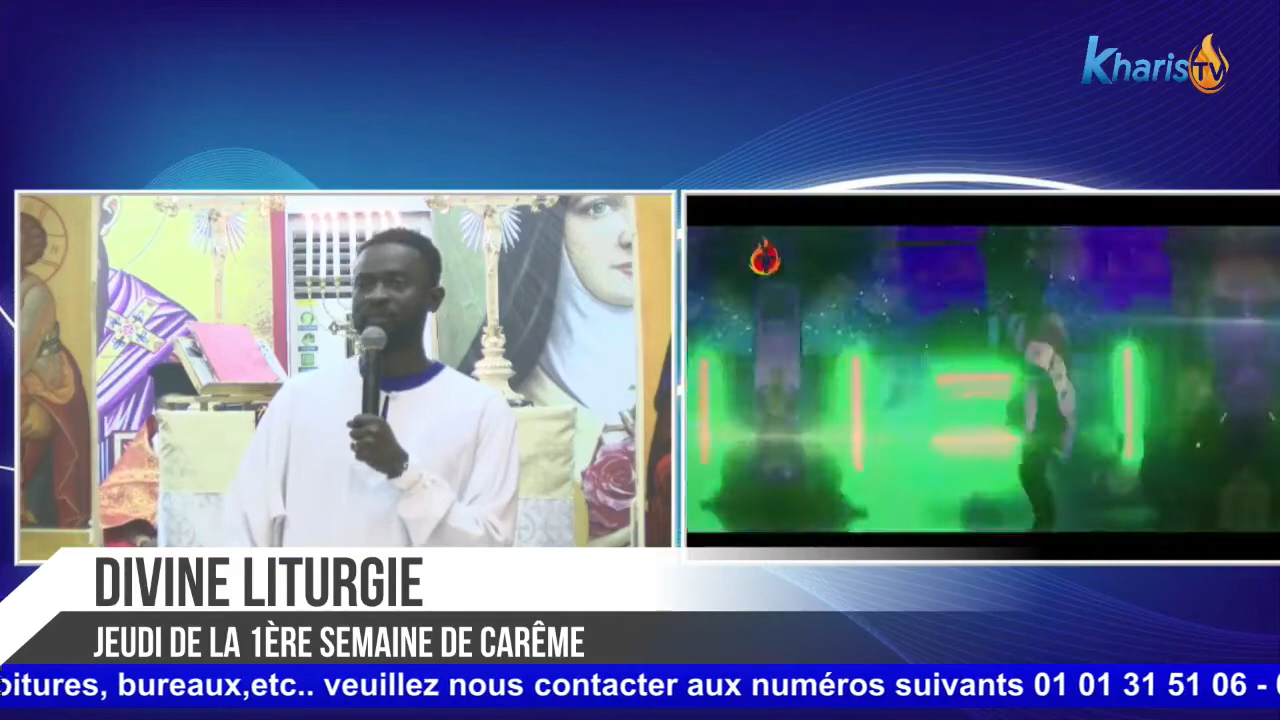 Kharis TV
DIVINE LITURGIE
JEUDI DE LA 1ÈRE SEMAINE DE CARÊME
bureaux,etc.. veuillez nous contacter aux numéros suivants 01 01 31 51 06 -